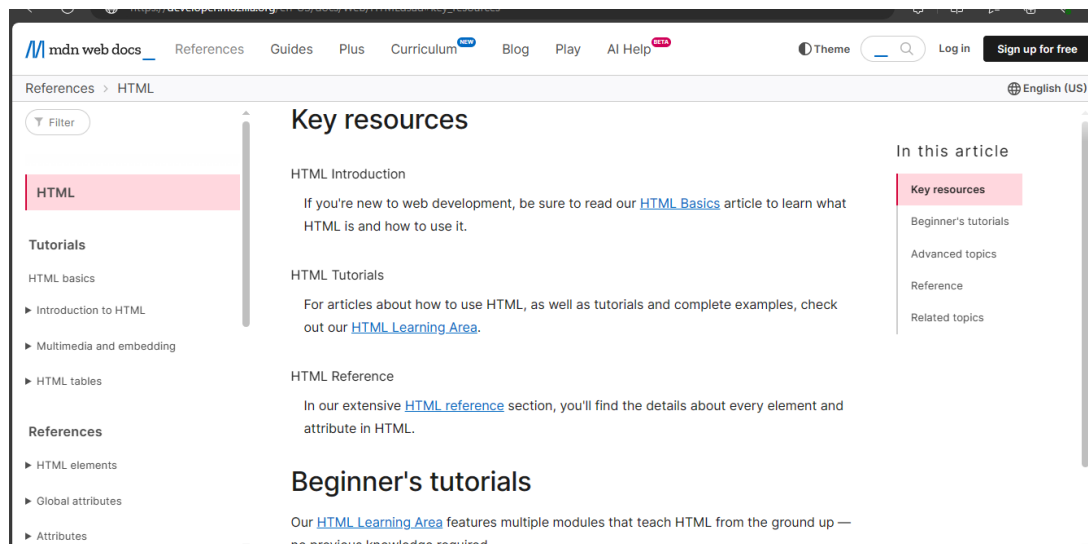 mdn web docs_
References Guides Plus Curriculum NEW Blog Play AI Help BETA
Theme
Log in
Sign up for free
References > HTML
English (US)
Filter
HTML
Tutorials
HTML basics
Introduction to HTML
Multimedia and embedding
HTML tables
References
HTML elements
Global attributes
Attributes
Key resources
HTML Introduction
If you're new to web development, be sure to read our HTML Basics article to learn what
HTML is and how to use it.
HTML Tutorials
For articles about how to use HTML, as well as tutorials and complete examples, check
out our HTML Learning Area.
HTML Reference
In our extensive HTML reference section, you'll find the details about every element and
attribute in HTML.
Beginner's tutorials
Our HTML Learning Area features multiple modules that teach HTML from the ground up —
no previous knowledge required.
In this article
Key resources
Beginner's tutorials
Advanced topics
Reference
Related topics